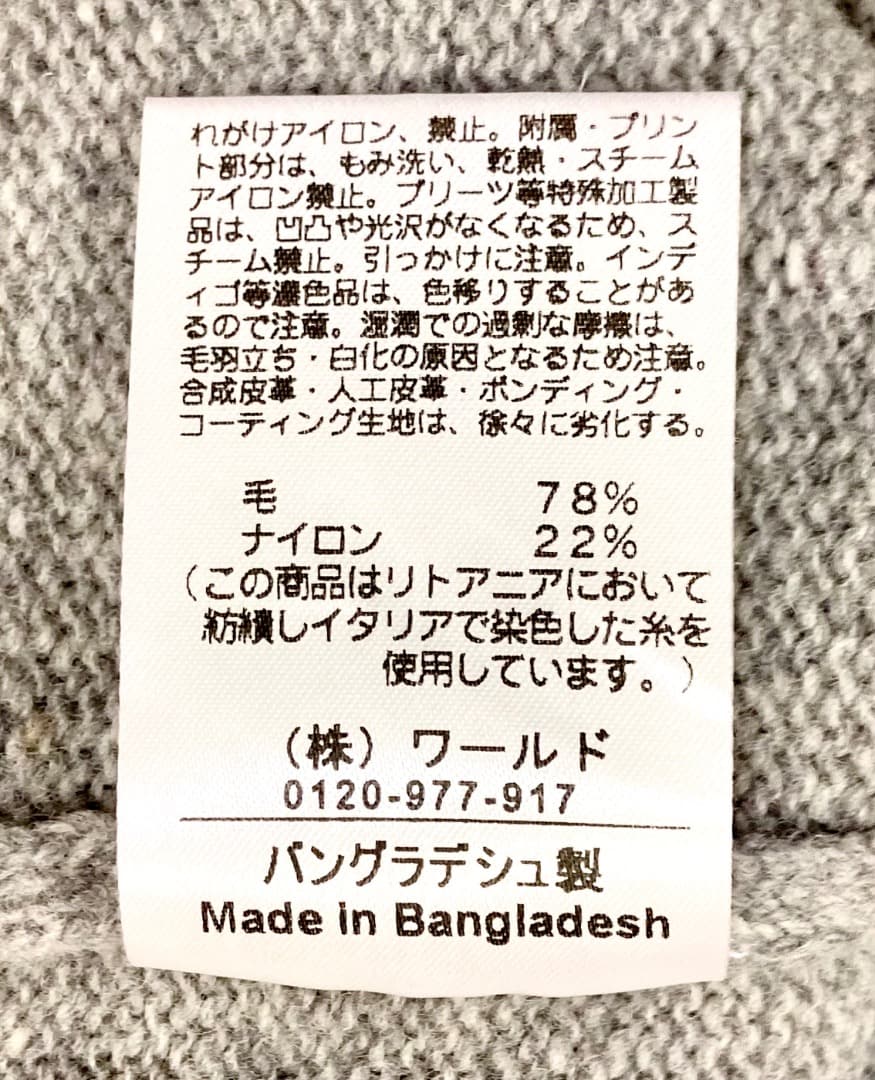 れがけアイロン、禁止。附属・プリン
ト部分は、もみ洗い、乾熱・スチーム
アイロン禁止。プリーツ等特殊加工製
品は、凹凸や光沢がなくなるため、ス
チーム禁止。引っかけに注意。インデ
ィゴ等濃色品は、色移りすることがあ
るので注意。湿潤での過剰な摩擦は、
毛羽立ち・白化の原因となるため注意。
合成皮革・人工皮革・ボンディング・
コーティング生地は、徐々に劣化する。
毛 78%
ナイロン 22%
(この商品はリトアニアにおいて
紡績しイタリアで染色した糸を
使用しています。)
(株) ワールド
0120-977-917
バングラデシュ製
Made in Bangladesh